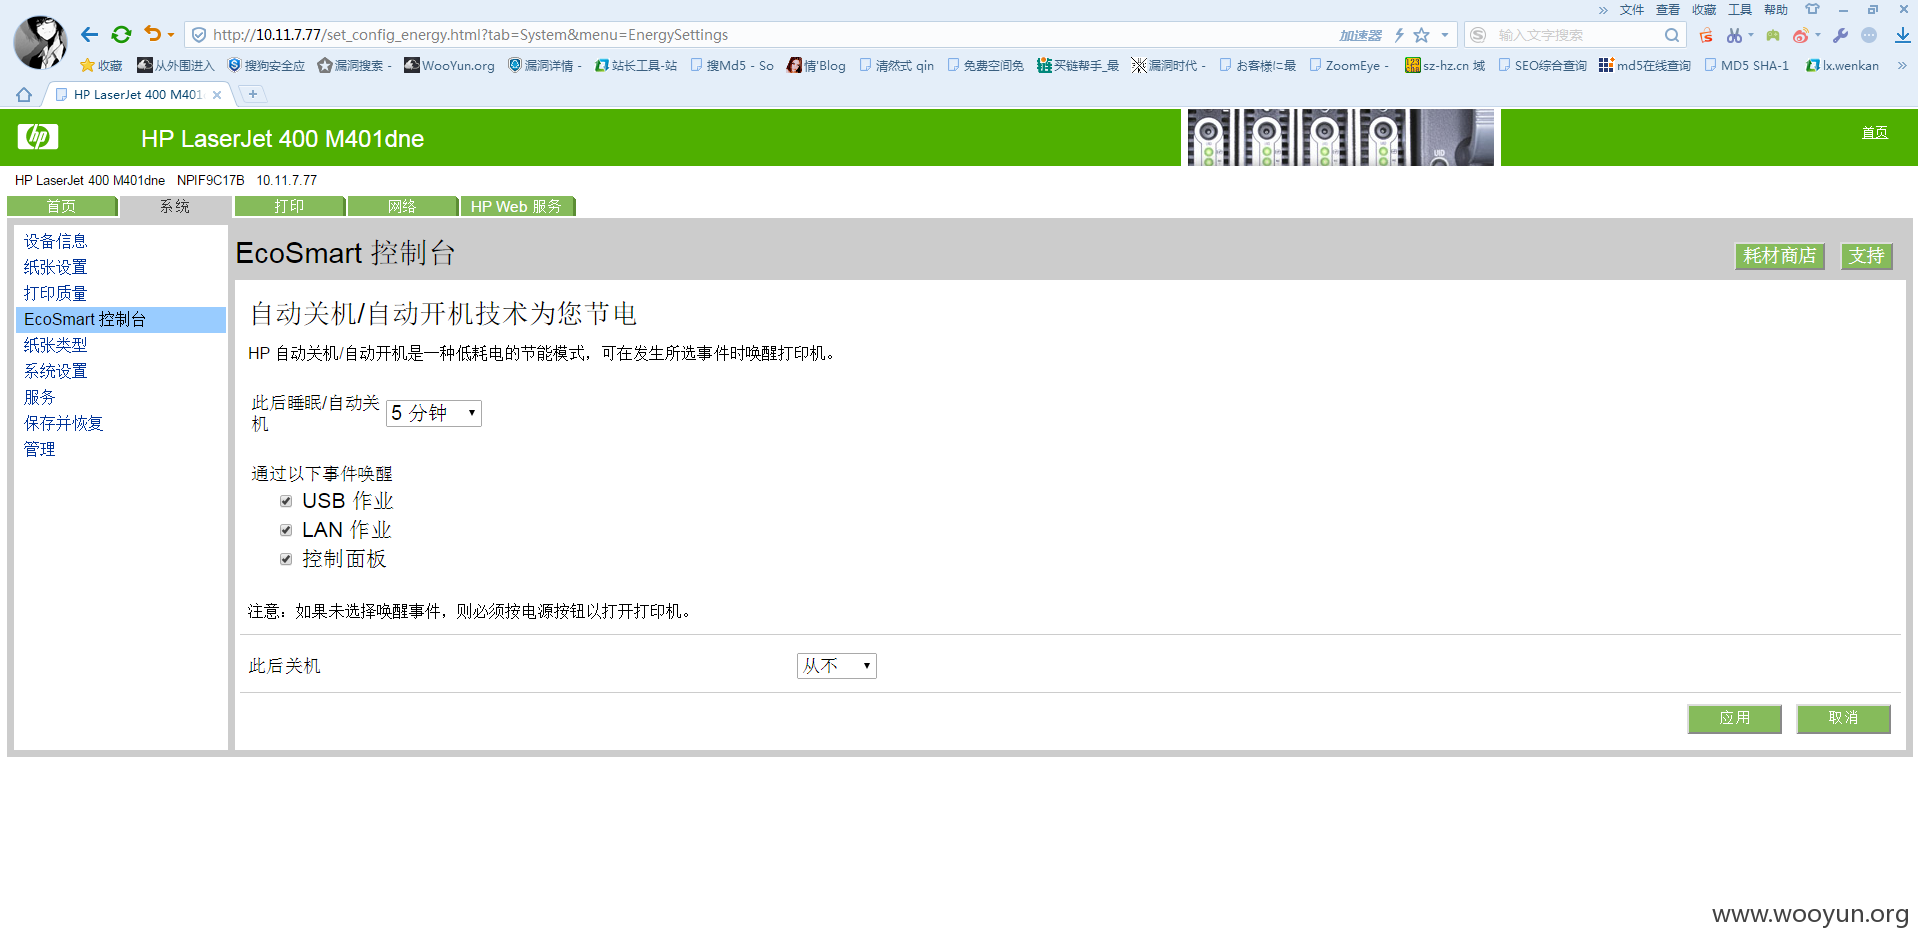 » 文件 查看 收藏 工具 帮助
http://10.11.7.77/set_config_energy.html?tab=System&menu=EnergySettings 加速器 输入文字搜索
收藏 从外围进入 搜狗安全应 漏洞搜索 - WooYun.org 漏洞详情 - 站长工具-站 搜Md5 - So 情'Blog 清然式 qin 免费空间免 买链帮手_最 漏洞时代 - お客様に最 ZoomEye - sz-hz.cn 域 SEO综合查询 md5在线查询 MD5 SHA-1 lx.wenkan »
HP LaserJet 400 M401
hp HP LaserJet 400 M401dne UID 首页
HP LaserJet 400 M401dne NPIF9C17B 10.11.7.77
首页 系统 打印 网络 HP Web 服务
设备信息
纸张设置
打印质量
EcoSmart 控制台
纸张类型
系统设置
服务
保存并恢复
管理
EcoSmart 控制台
耗材商店 支持
自动关机/自动开机技术为您节电
HP 自动关机/自动开机是一种低耗电的节能模式，可在发生所选事件时唤醒打印机。
此后睡眠/自动关
机
5 分钟
通过以下事件唤醒
USB 作业
LAN 作业
控制面板
注意：如果未选择唤醒事件，则必须按电源按钮以打开打印机。
此后关机 从不
应用 取消
www.wooyun.org